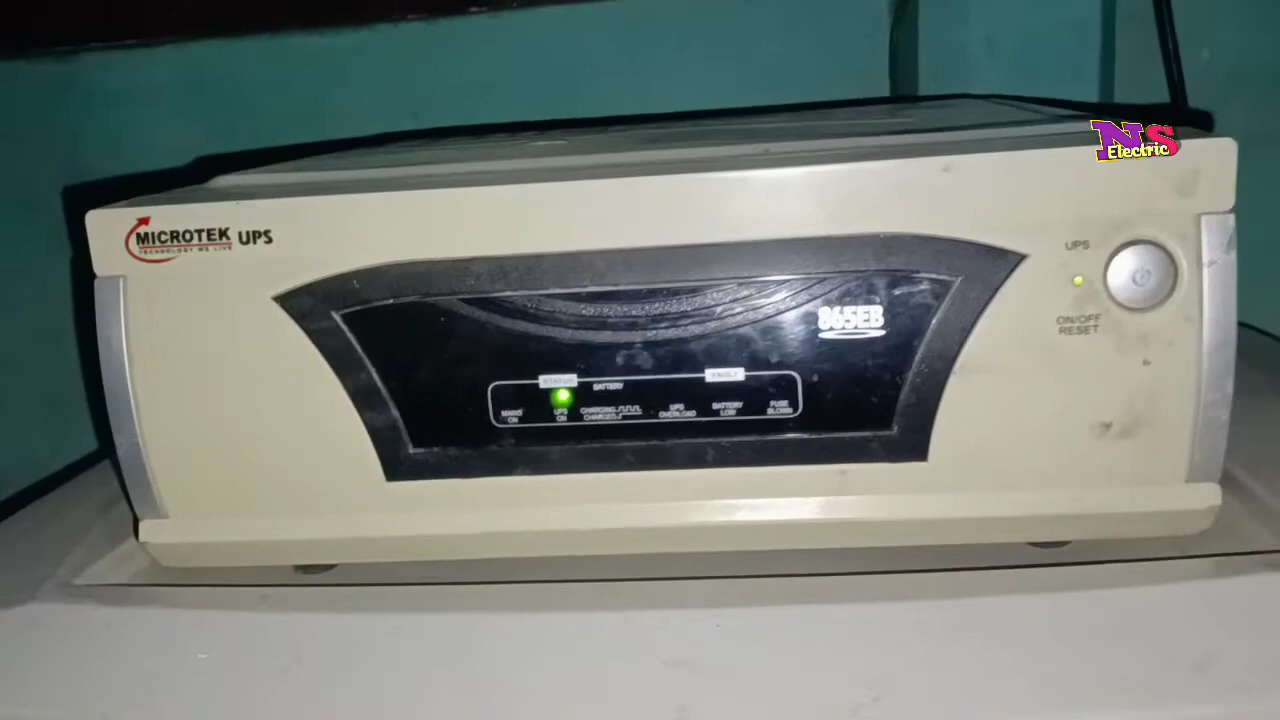 NS
Electric
MICROTEK UPS
TECHNOLOGY WE LIVE
UPS
ON/OFF
RESET
865EB
STATUS
BATTERY
FAULT
MAINS
ON
UPS
ON
CHARGING
CHARGED
UPS
OVERLOAD
BATTERY
LOW
FUSE
BLOWN